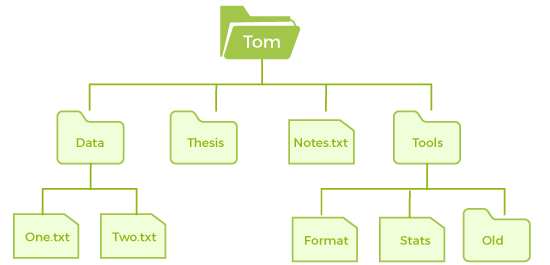 Tom
Data
Thesis
Notes.txt
Tools
One.txt
Two.txt
Format
Stats
Old